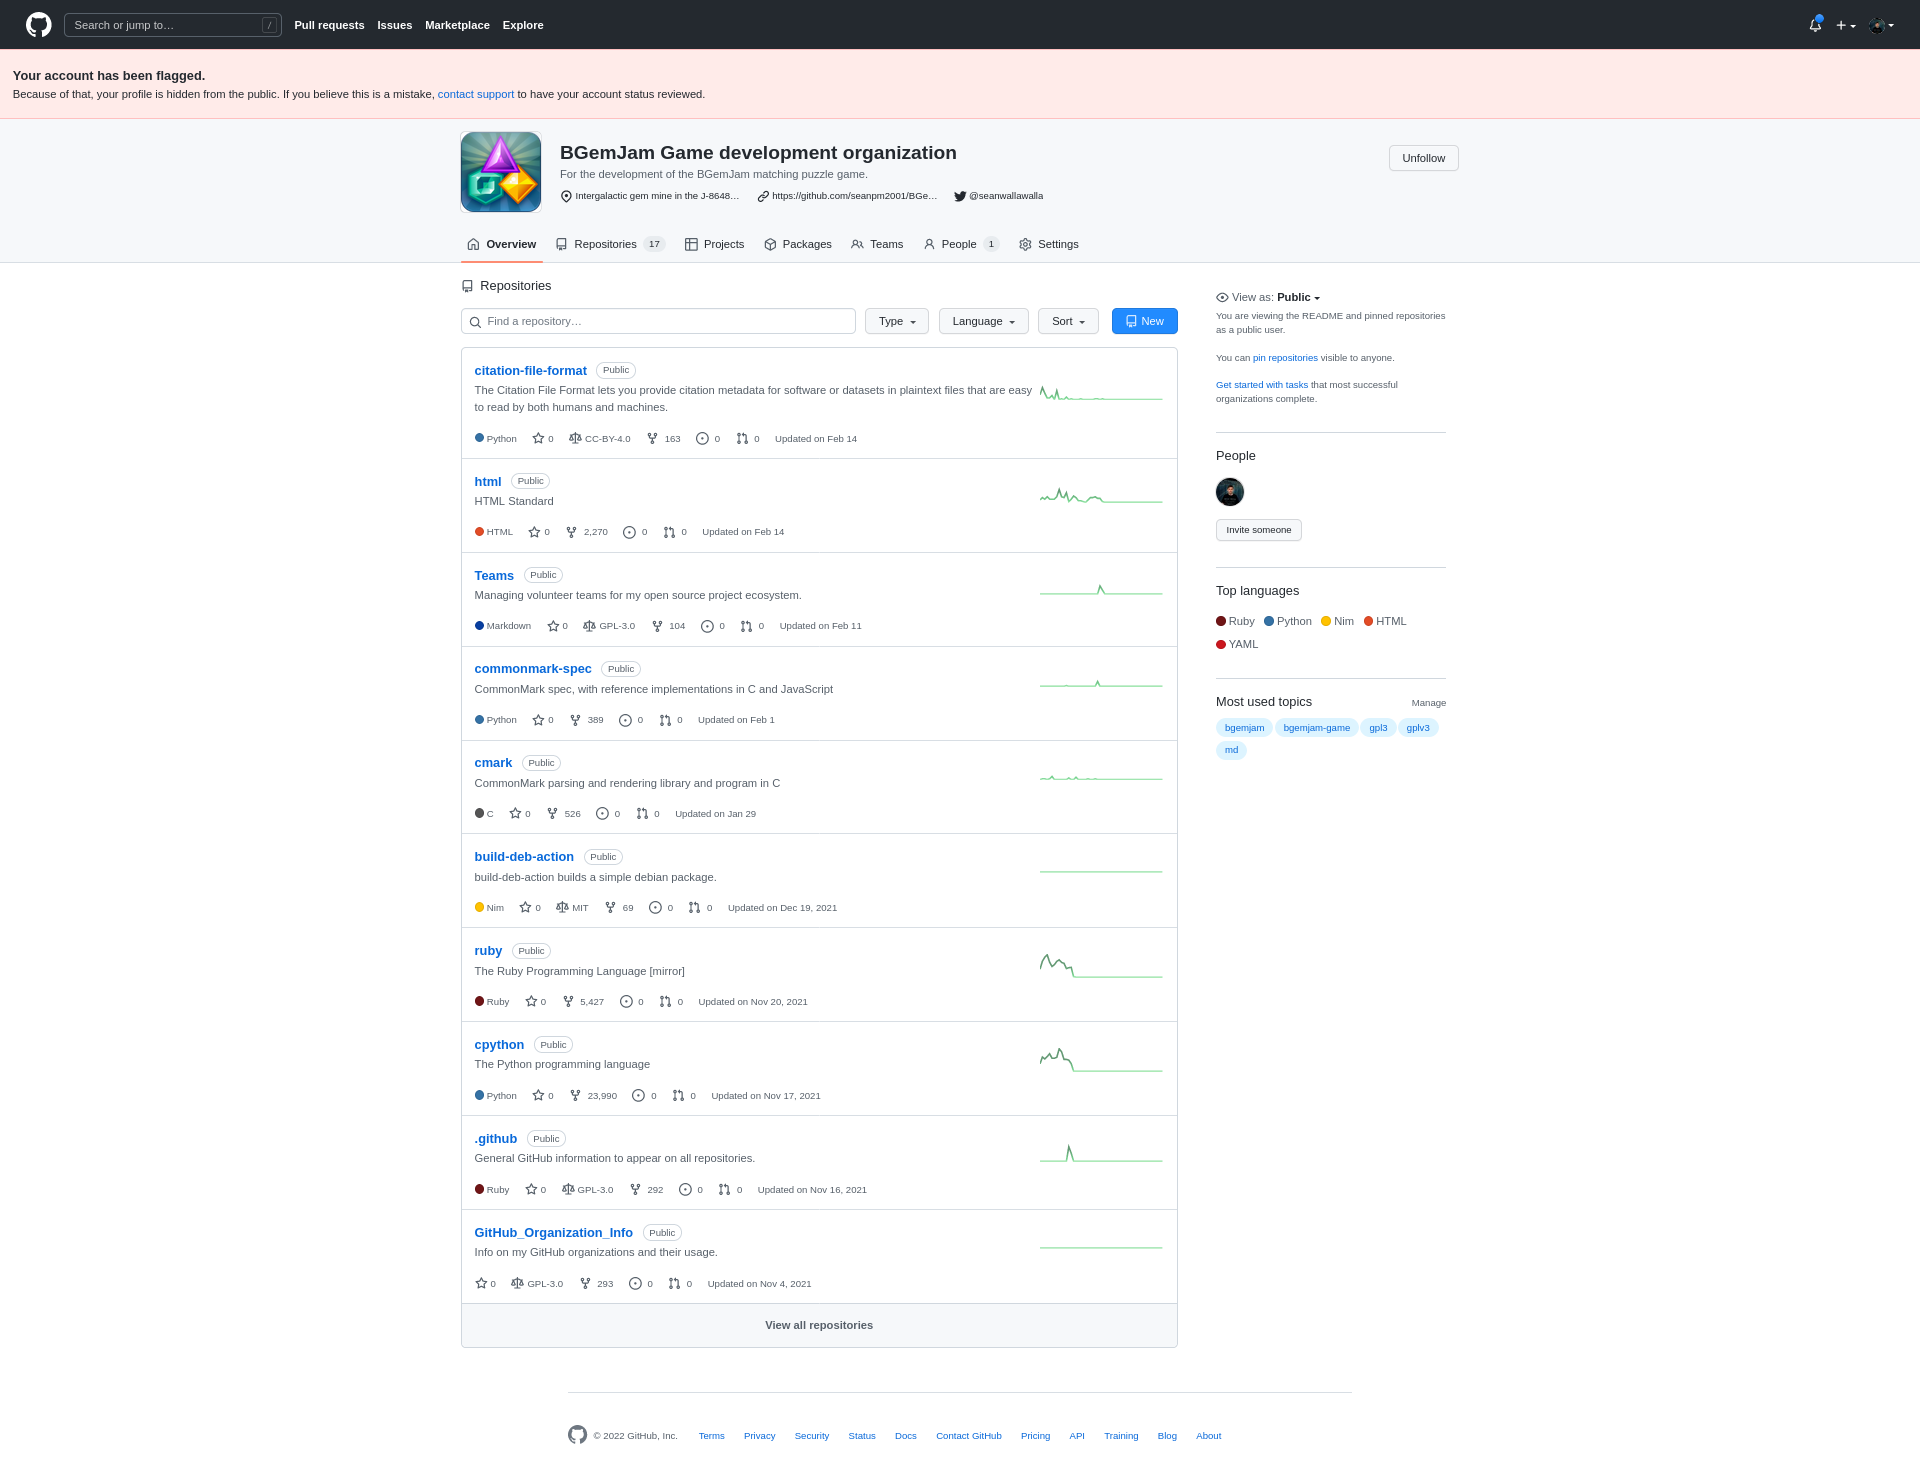 Search or jump to… /
Pull requests Issues Marketplace Explore
Your account has been flagged.
Because of that, your profile is hidden from the public. If you believe this is a mistake, contact support to have your account status reviewed.
BGemJam Game development organization
Unfollow
For the development of the BGemJam matching puzzle game.
Intergalactic gem mine in the J-8648… https://github.com/seanpm2001/BGe… @seanwallawalla
Overview Repositories 17 Projects Packages Teams People 1 Settings
Repositories
Find a repository… Type Language Sort New
citation-file-format Public
The Citation File Format lets you provide citation metadata for software or datasets in plaintext files that are easy
to read by both humans and machines.
Python 0 CC-BY-4.0 163 0 0 Updated on Feb 14
html Public
HTML Standard
HTML 0 2,270 0 0 Updated on Feb 14
Teams Public
Managing volunteer teams for my open source project ecosystem.
Markdown 0 GPL-3.0 104 0 0 Updated on Feb 11
commonmark-spec Public
CommonMark spec, with reference implementations in C and JavaScript
Python 0 389 0 0 Updated on Feb 1
cmark Public
CommonMark parsing and rendering library and program in C
C 0 526 0 0 Updated on Jan 29
build-deb-action Public
build-deb-action builds a simple debian package.
Nim 0 MIT 69 0 0 Updated on Dec 19, 2021
ruby Public
The Ruby Programming Language [mirror]
Ruby 0 5,427 0 0 Updated on Nov 20, 2021
cpython Public
The Python programming language
Python 0 23,990 0 0 Updated on Nov 17, 2021
.github Public
General GitHub information to appear on all repositories.
Ruby 0 GPL-3.0 292 0 0 Updated on Nov 16, 2021
GitHub_Organization_Info Public
Info on my GitHub organizations and their usage.
0 GPL-3.0 293 0 0 Updated on Nov 4, 2021
View all repositories
View as: Public
You are viewing the README and pinned repositories
as a public user.
You can pin repositories visible to anyone.
Get started with tasks that most successful
organizations complete.
People
Invite someone
Top languages
Ruby Python Nim HTML
YAML
Most used topics Manage
bgemjam bgemjam-game gpl3 gplv3
md
© 2022 GitHub, Inc. Terms Privacy Security Status Docs Contact GitHub Pricing API Training Blog About